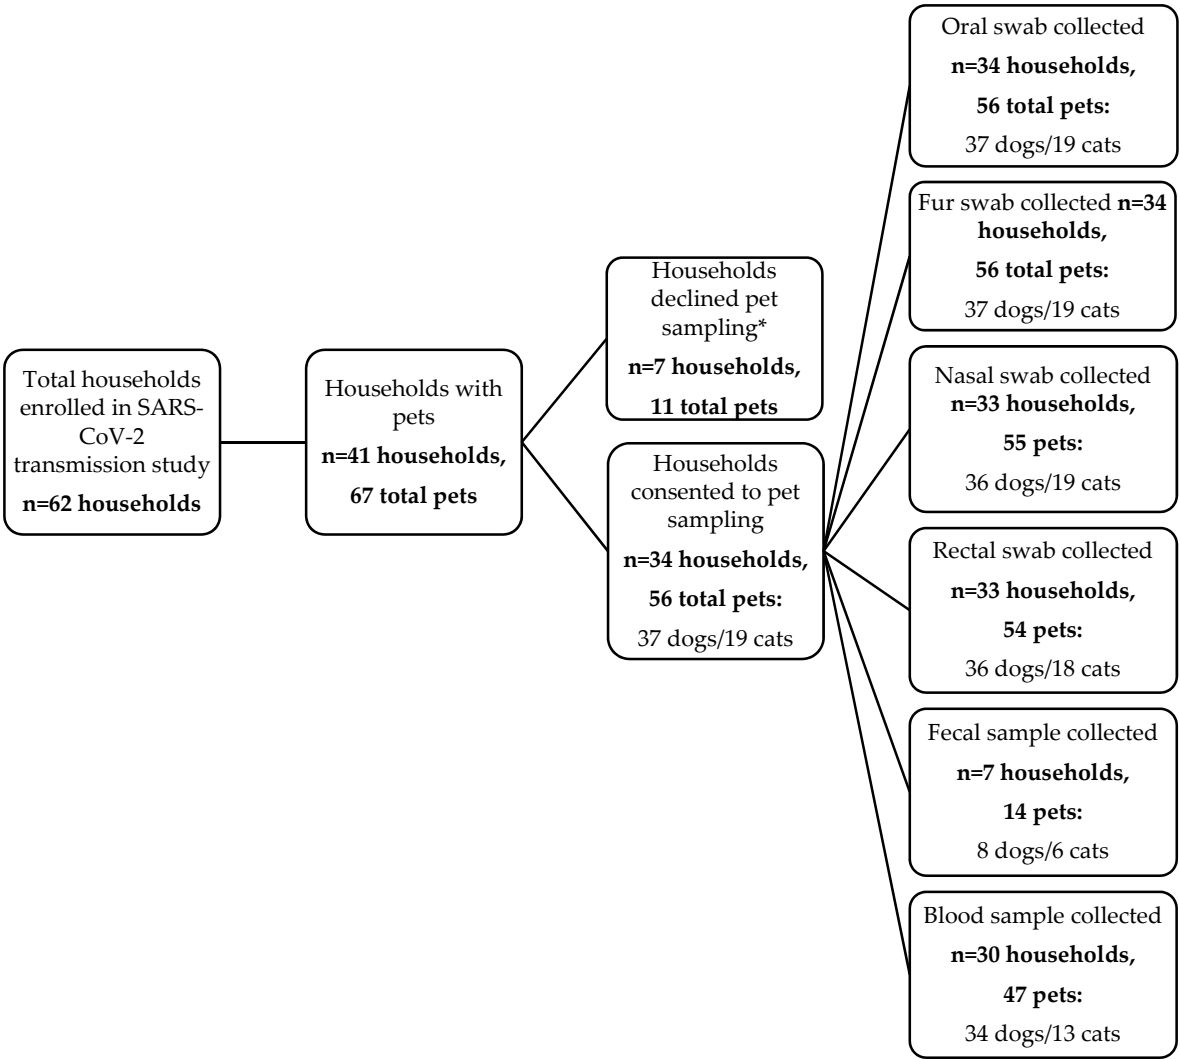 Total households
enrolled in SARS-
CoV-2
transmission study
n=62 households
Households with
pets
n=41 households,
67 total pets
Households
declined pet
sampling*
n=7 households,
11 total pets
Households
consented to pet
sampling
n=34 households,
56 total pets:
37 dogs/19 cats
Oral swab collected
n=34 households,
56 total pets:
37 dogs/19 cats
Fur swab collected n=34
households,
56 total pets:
37 dogs/19 cats
Nasal swab collected
n=33 households,
55 pets:
36 dogs/19 cats
Rectal swab collected
n=33 households,
54 pets:
36 dogs/18 cats
Fecal sample collected
n=7 households,
14 pets:
8 dogs/6 cats
Blood sample collected
n=30 households,
47 pets:
34 dogs/13 cats